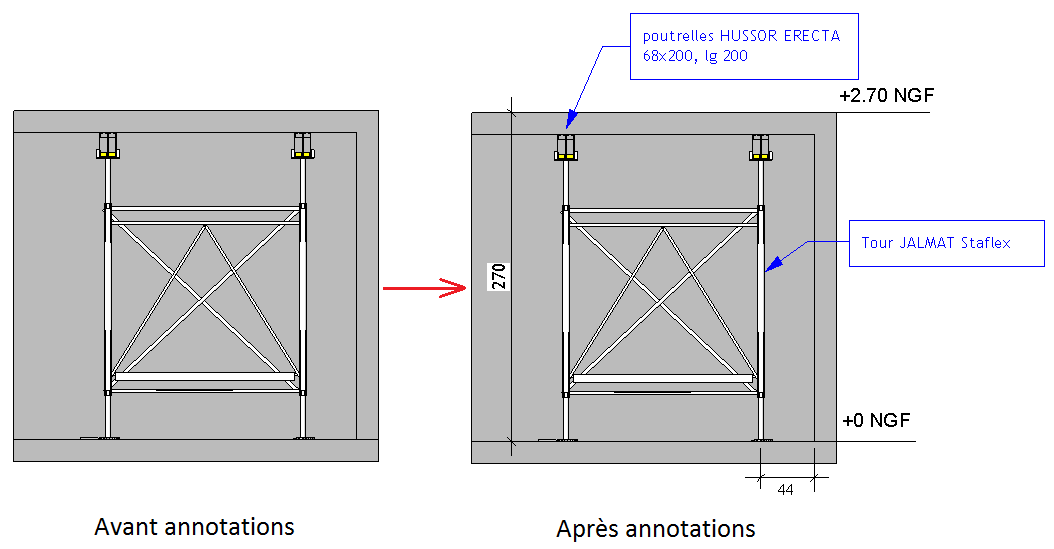 poutrelles HUSSOR ERECTA
68x200, lg 200
+2.70 NGF
Tour JALMAT Staflex
270
+0 NGF
44
Avant annotations
Après annotations